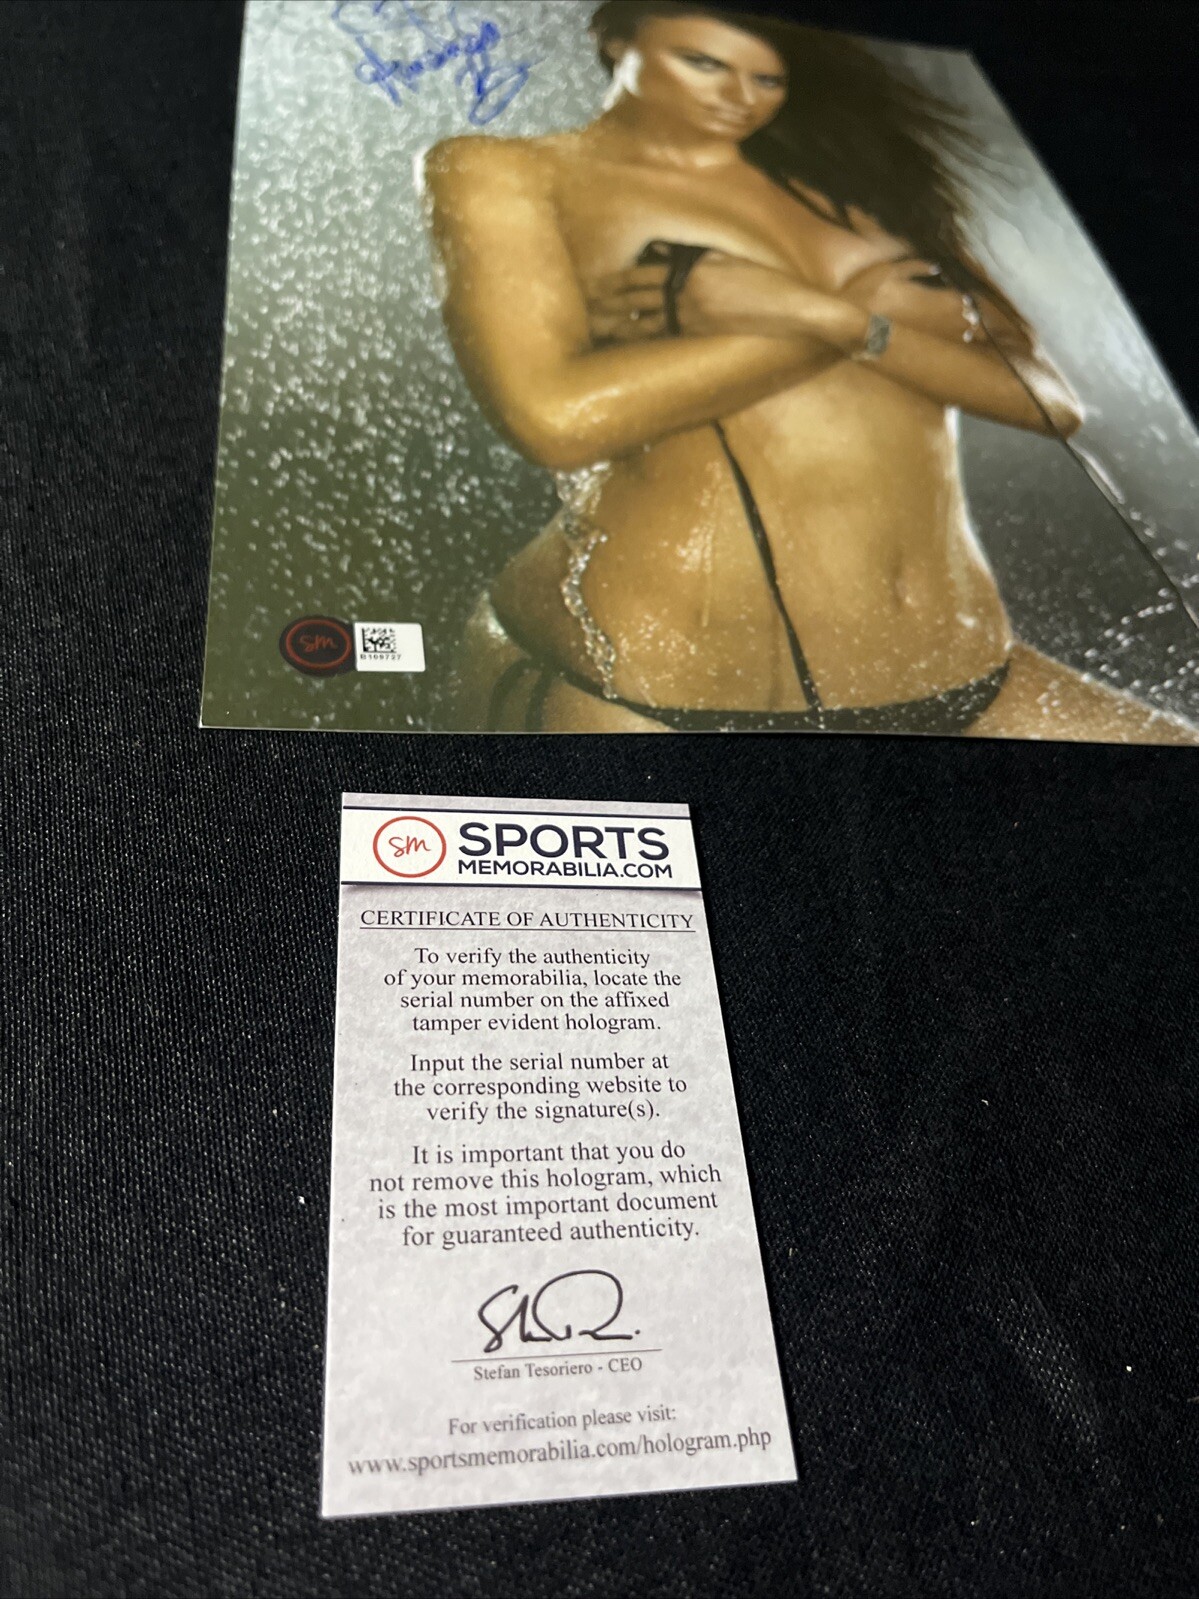 SM
B108727
SM
SPORTS
MEMORABILIA.COM
CERTIFICATE OF AUTHENTICITY
To verify the authenticity
of your memorabilia, locate the
serial number on the affixed
tamper evident hologram.
Input the serial number at
the corresponding website to
verify the signature(s).
It is important that you do
not remove this hologram, which
is the most important document
for guaranteed authenticity.
Stefan Tesoriero - CEO
For verification please visit:
www.sportsmemorabilia.com/hologram.php